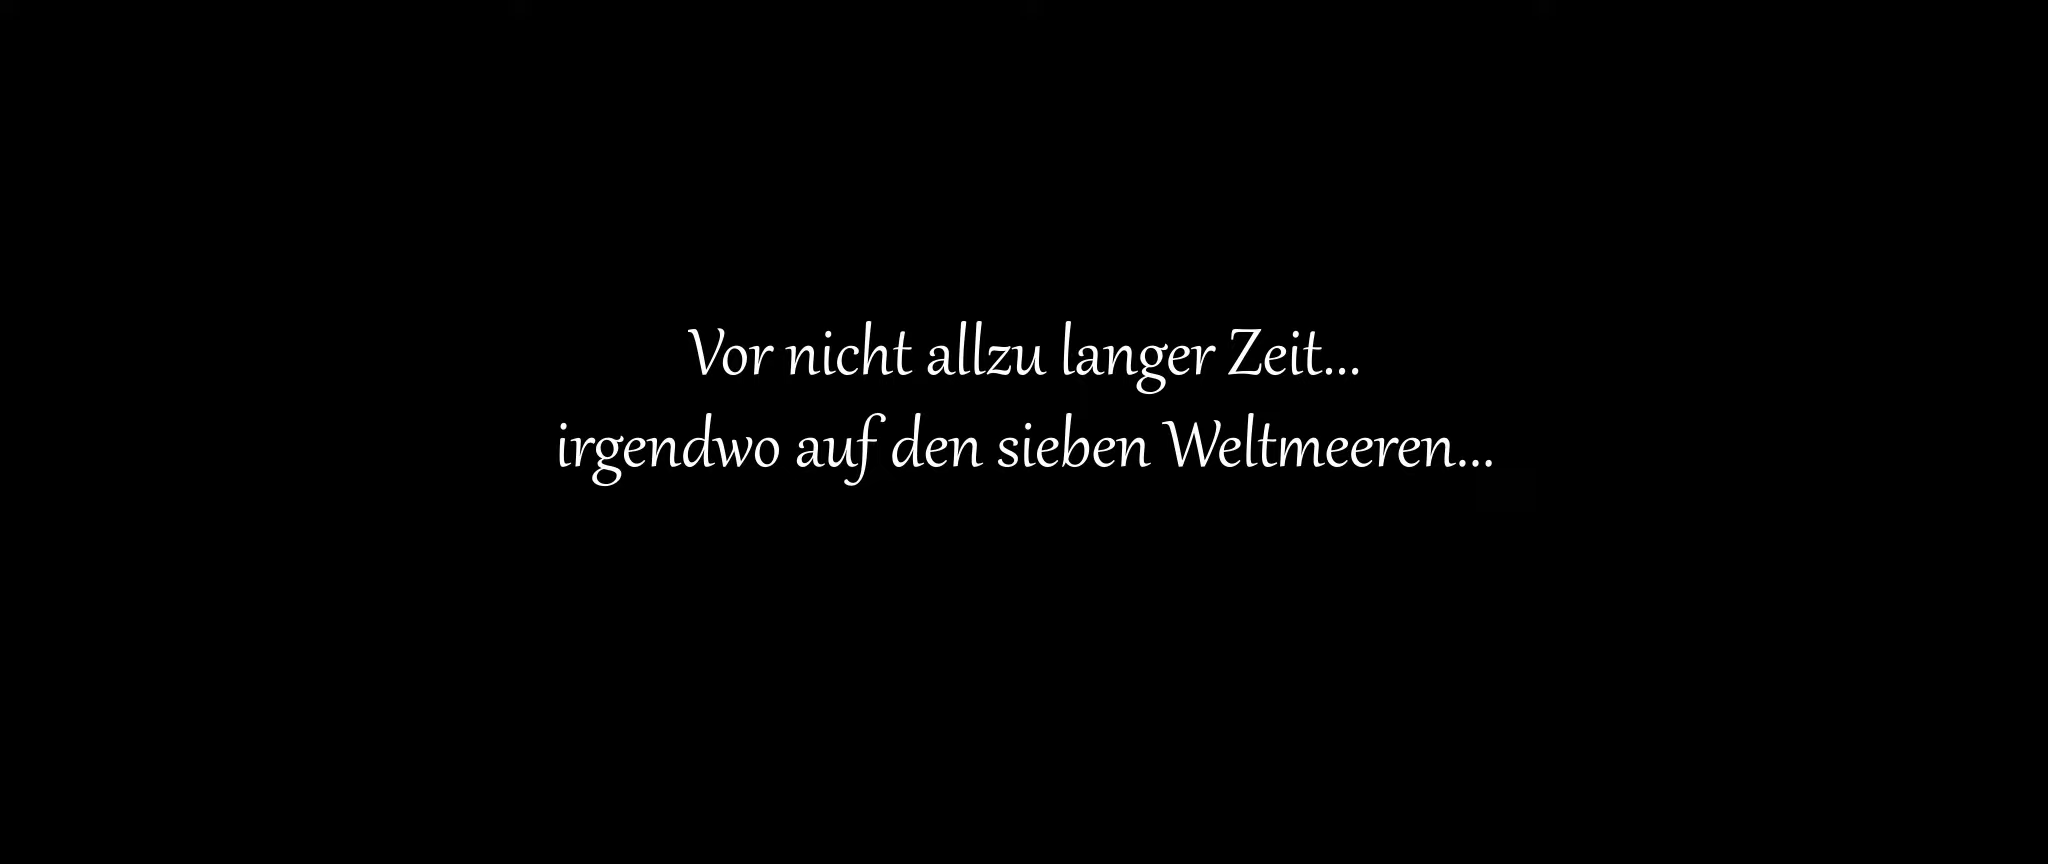 Vor nicht allzu langer Zeit...
irgendwo auf den sieben Weltmeeren...